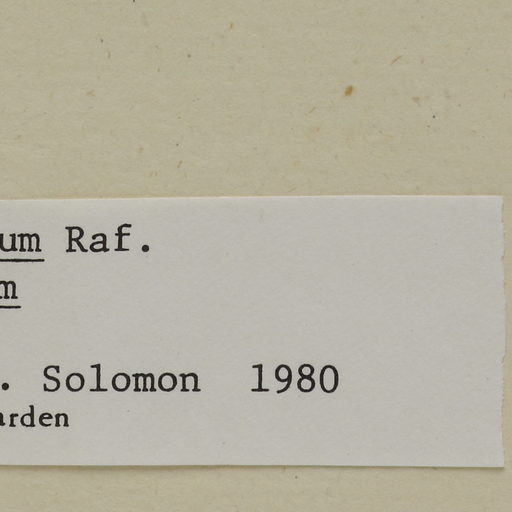 um Raf.
m
. Solomon 1980
arden